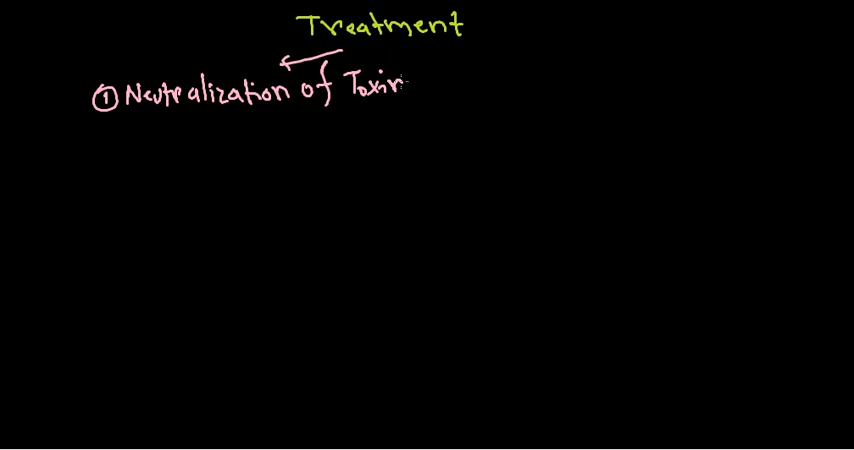 Treatment
① Neutralization of Toxin